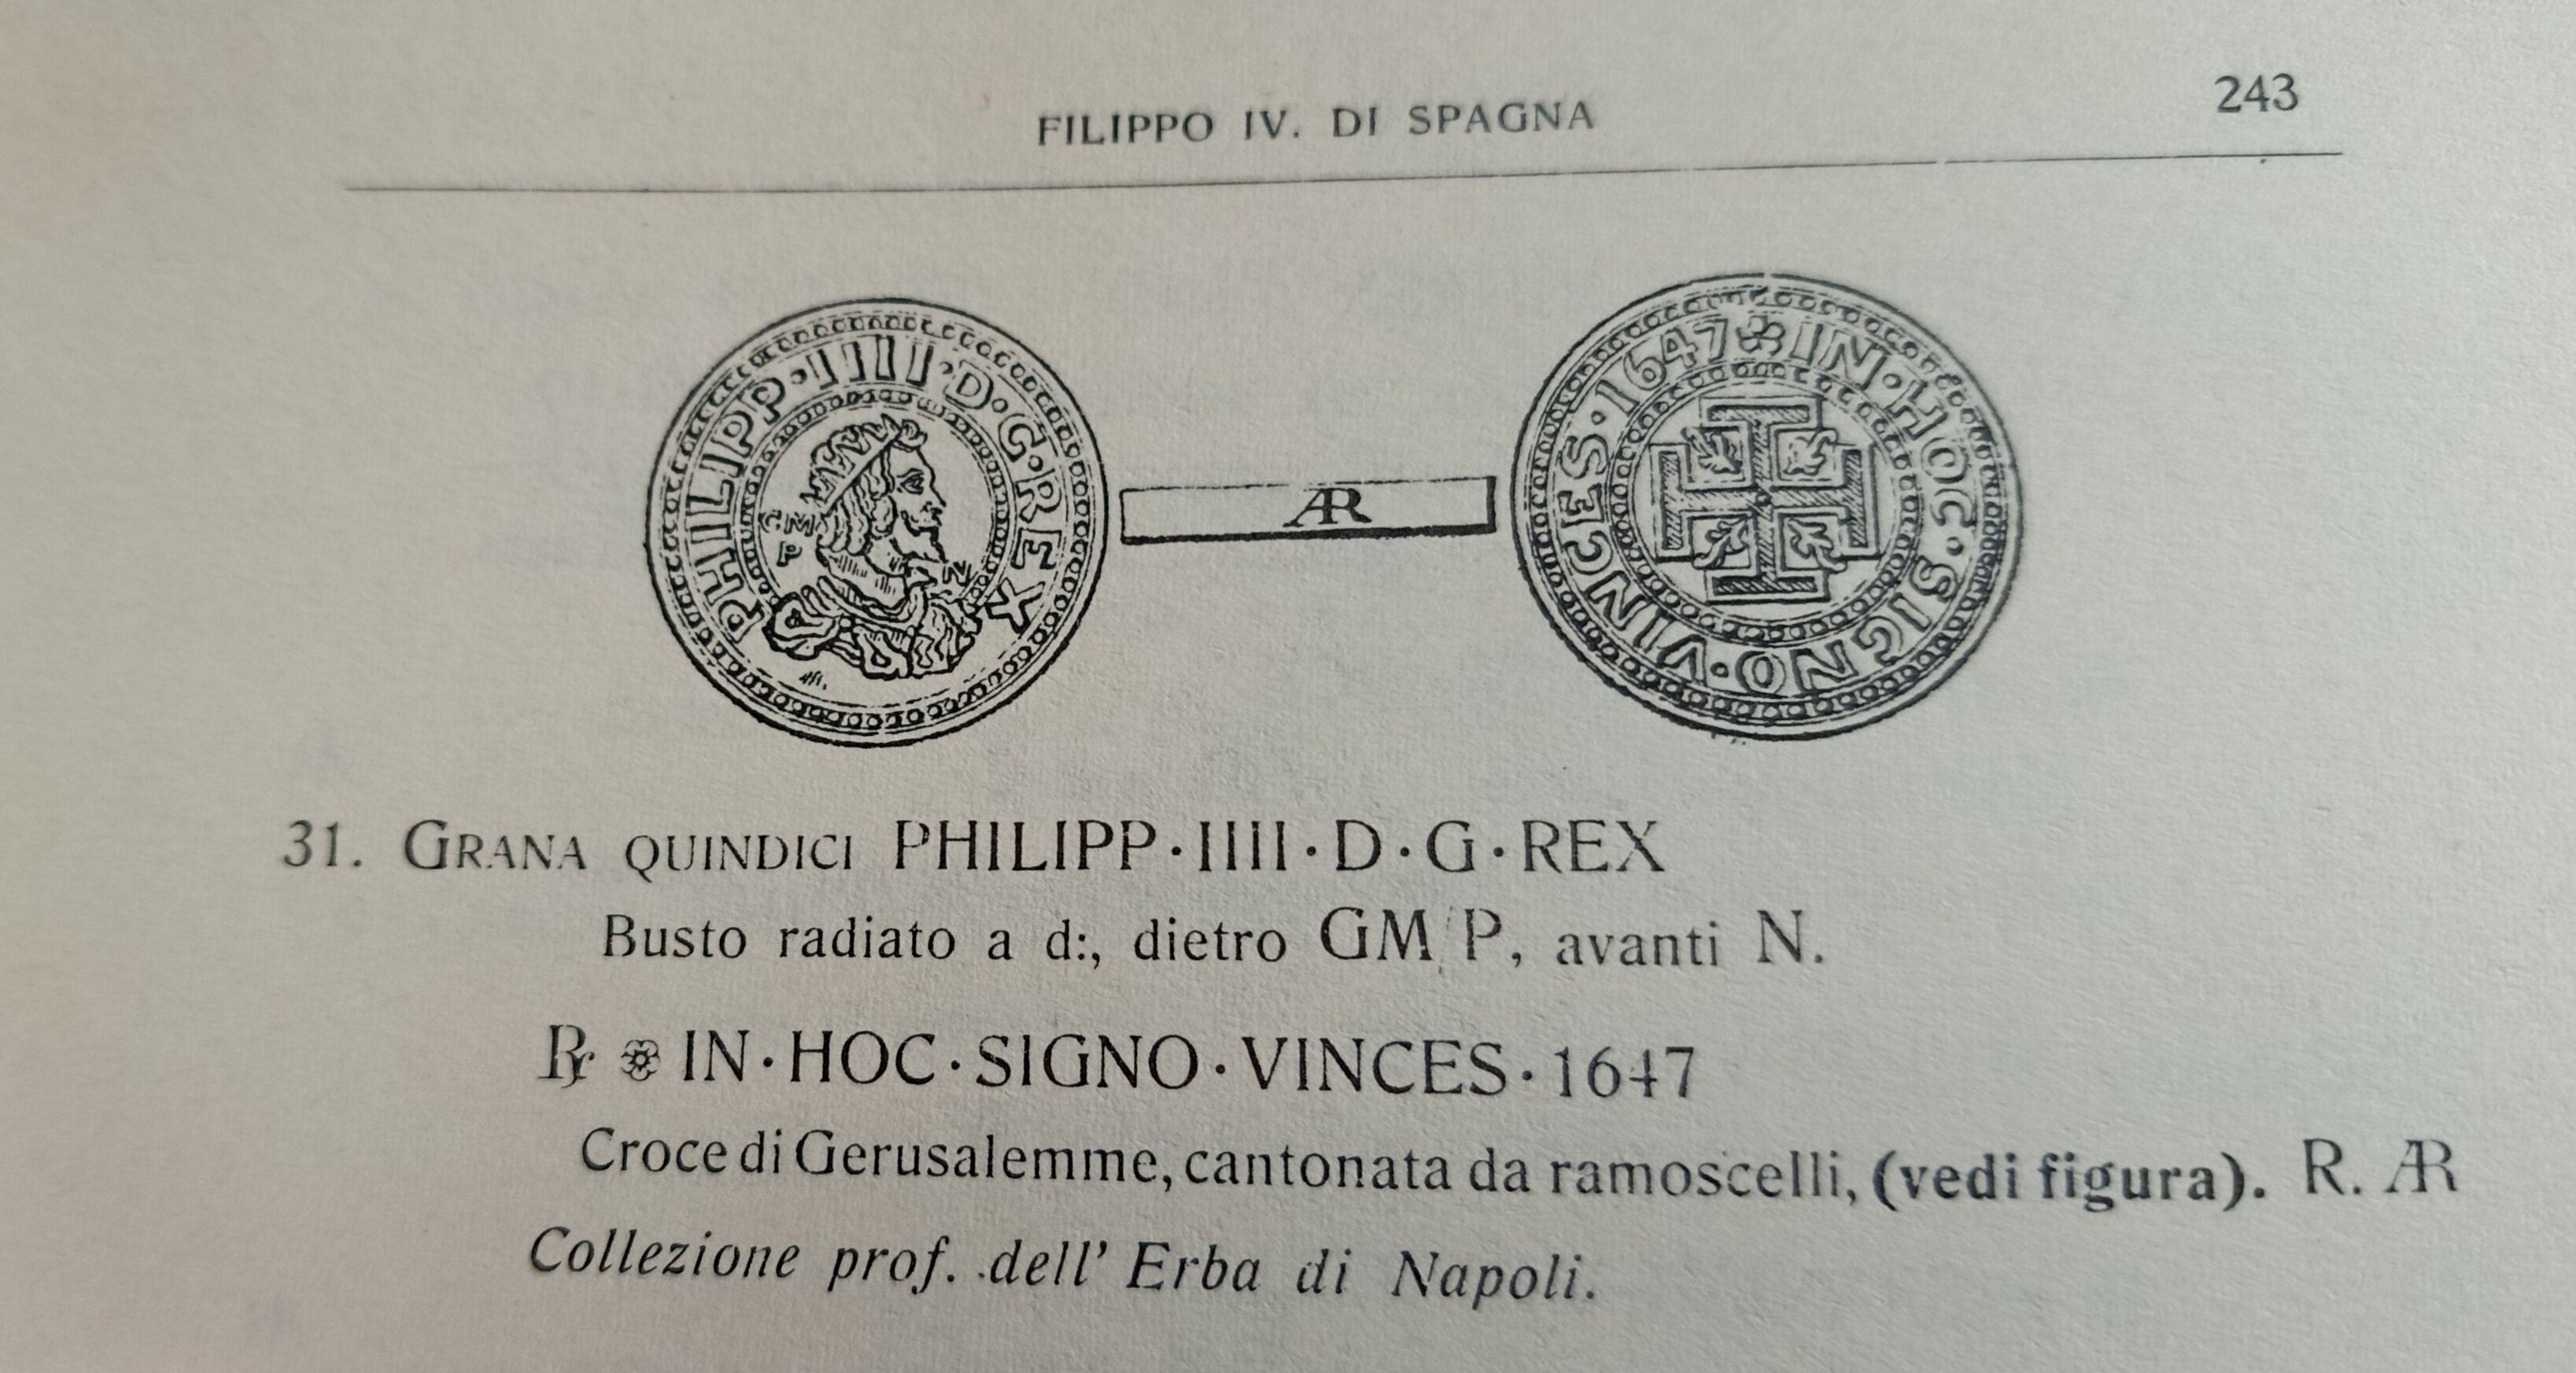 FILIPPO IV. DI SPAGNA
243
PHILIPP·IIII·D·G·REX
GM
P
N
AR
IN·HOC·SIGNO·VINCES·1647
31. GRANA QUINDICI PHILIPP·IIII·D·G·REX
Busto radiato a d:, dietro GM P, avanti N.
℞ ❀ IN·HOC·SIGNO·VINCES·1647
Croce di Gerusalemme, cantonata da ramoscelli, (vedi figura). R. AR
Collezione prof. dell' Erba di Napoli.